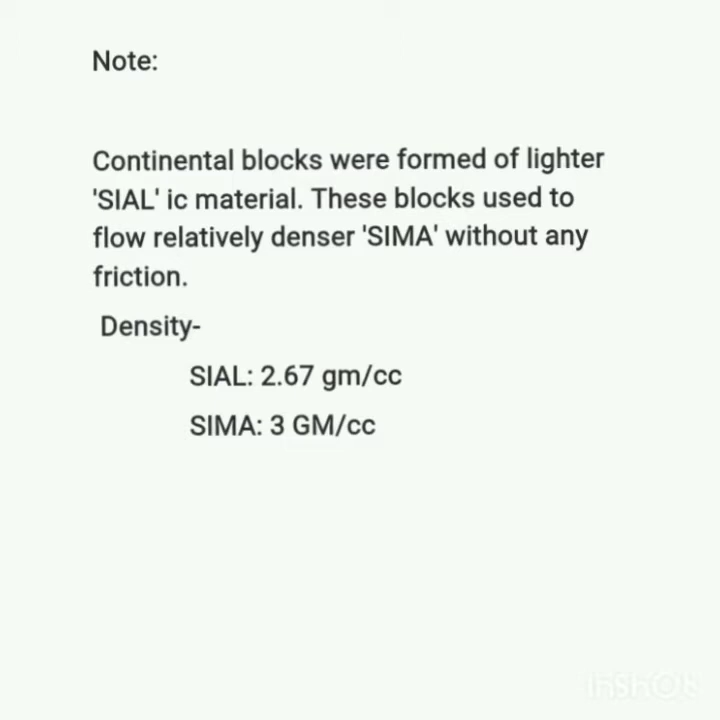 Note:
Continental blocks were formed of lighter
'SIAL' ic material. These blocks used to
flow relatively denser 'SIMA' without any
friction.
Density-
SIAL: 2.67 gm/cc
SIMA: 3 GM/cc
InShOt